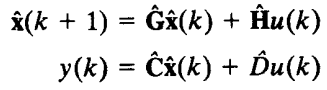 x̂(k + 1) = Ĝx̂(k) + Ĥu(k)
y(k) = Ĉx̂(k) + D̂u(k)